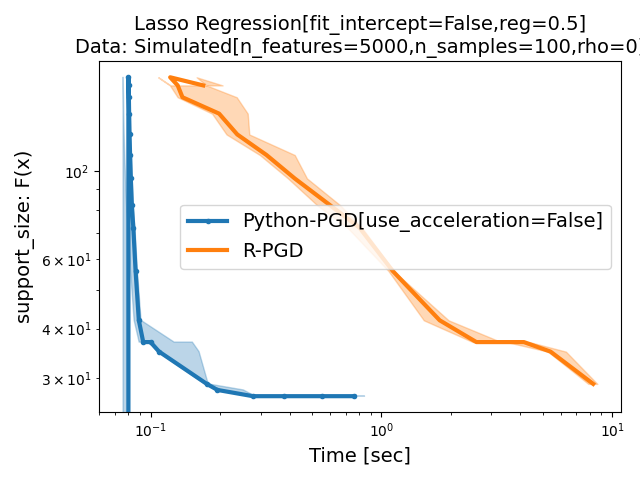 Lasso Regression[fit_intercept=False,reg=0.5]
Data: Simulated[n_features=5000,n_samples=100,rho=0]
support_size: F(x)
10²
6 × 10¹
4 × 10¹
3 × 10¹
Python-PGD[use_acceleration=False]
R-PGD
10⁻¹
10⁰
10¹
Time [sec]